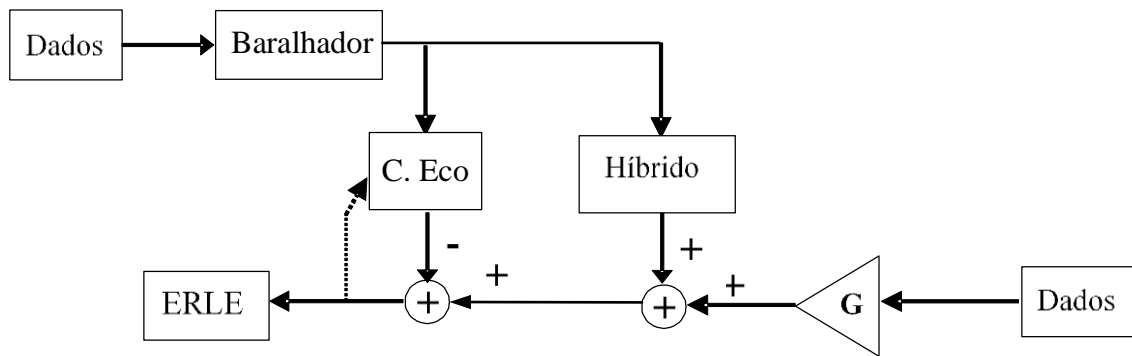 Dados
Baralhador
C. Eco
Híbrido
-
+
+
+
ERLE
+
+
G
Dados